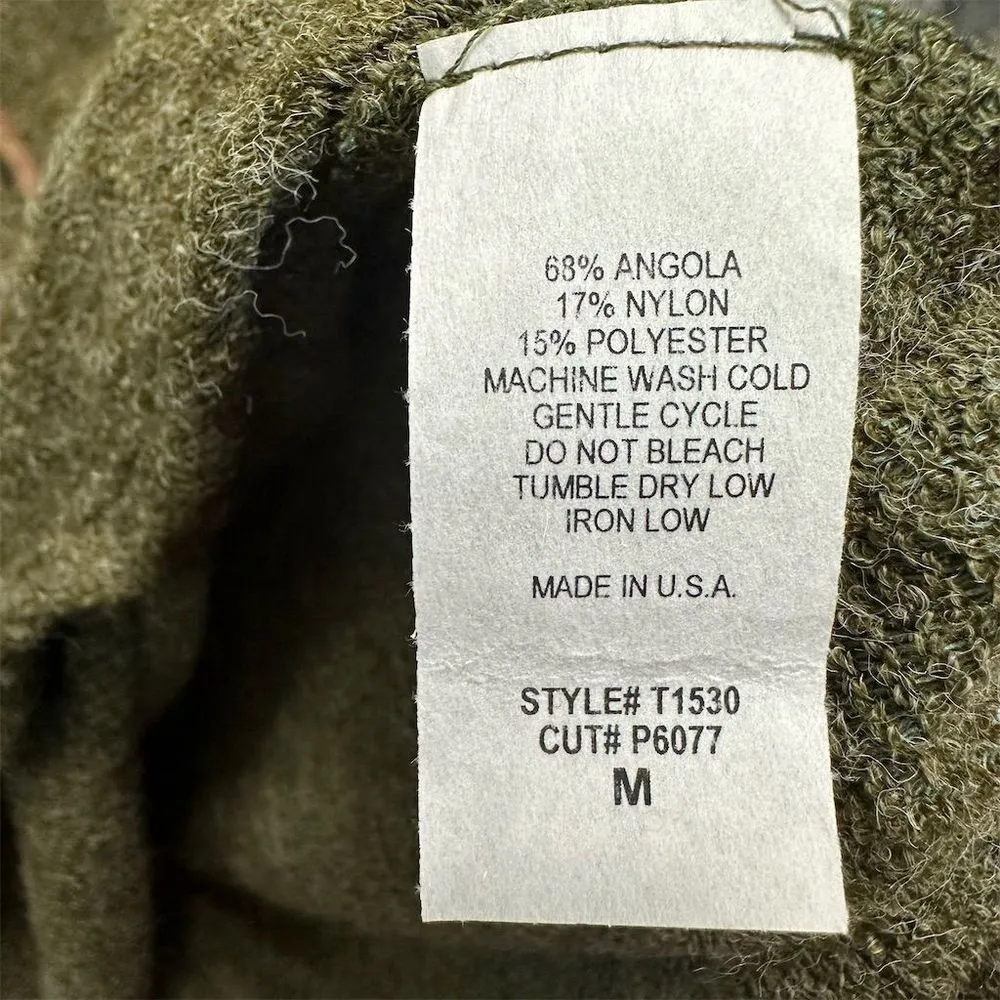 68% ANGOLA
17% NYLON
15% POLYESTER
MACHINE WASH COLD
GENTLE CYCLE
DO NOT BLEACH
TUMBLE DRY LOW
IRON LOW
MADE IN U.S.A.
STYLE# T1530
CUT# P6077
M